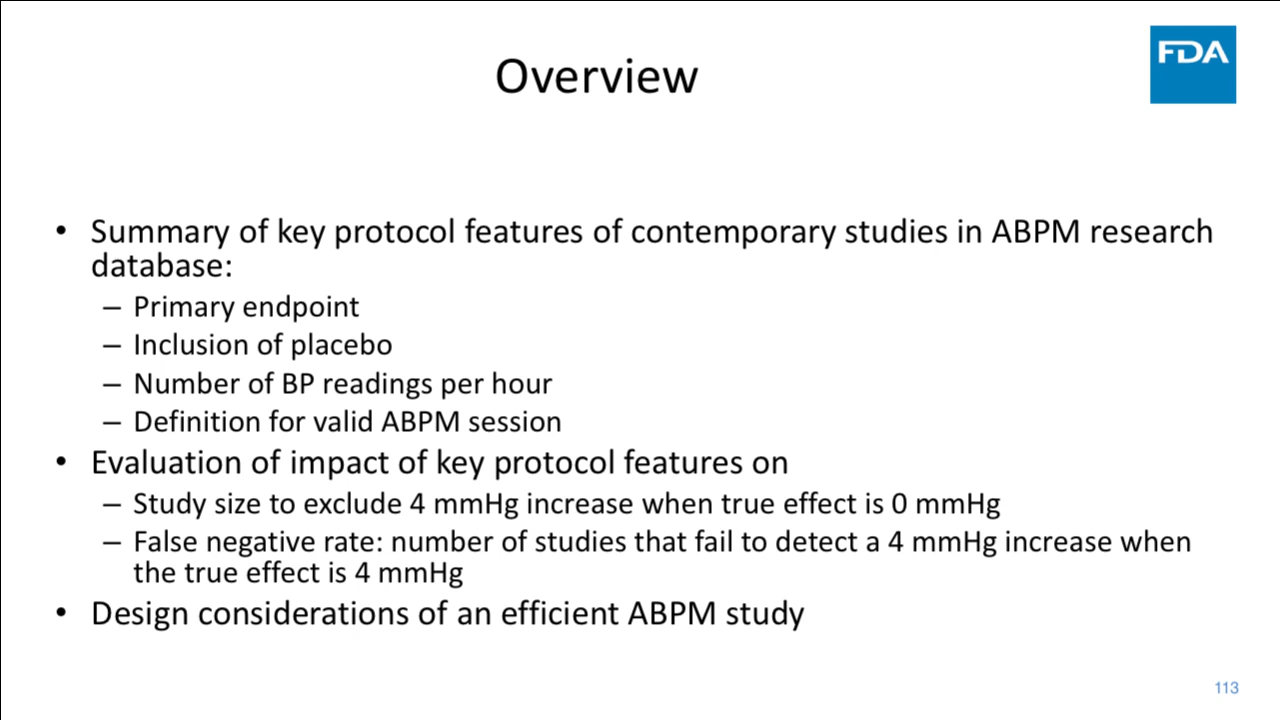 FDA
Overview
• Summary of key protocol features of contemporary studies in ABPM research
database:
– Primary endpoint
– Inclusion of placebo
– Number of BP readings per hour
– Definition for valid ABPM session
• Evaluation of impact of key protocol features on
– Study size to exclude 4 mmHg increase when true effect is 0 mmHg
– False negative rate: number of studies that fail to detect a 4 mmHg increase when
the true effect is 4 mmHg
• Design considerations of an efficient ABPM study
113